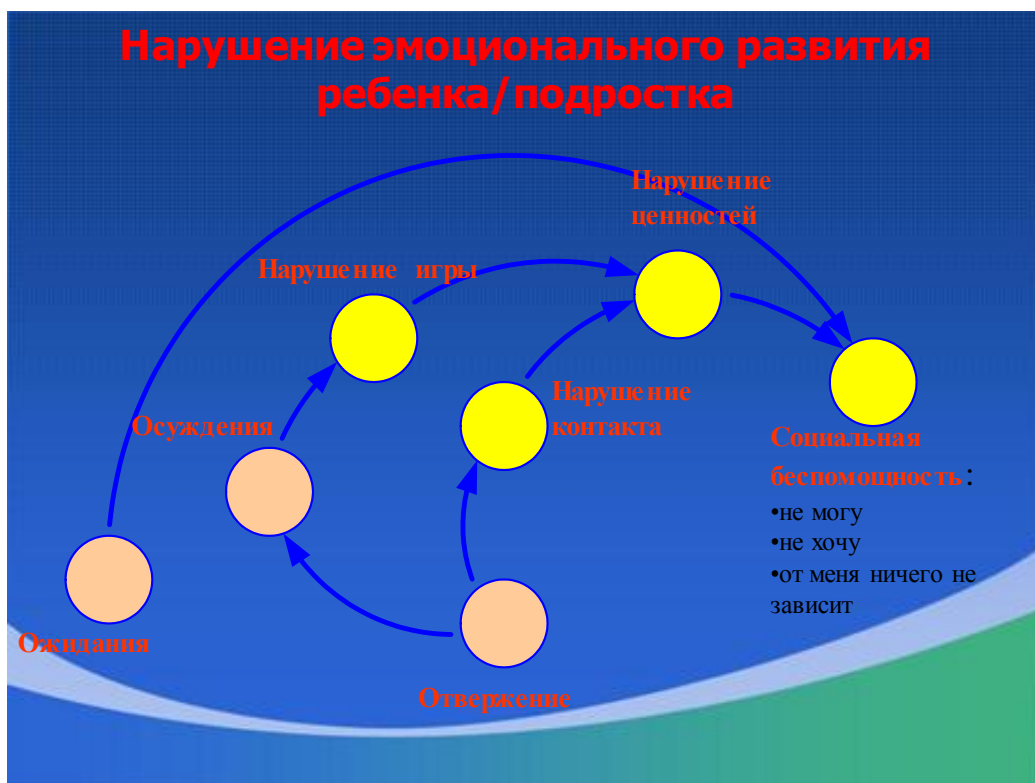 Нарушение эмоционального развития
ребенка/подростка
Нарушение
ценностей
Нарушение игры
Нарушение
контакта
Осуждения
Социальная
беспомощность:
•не могу
•не хочу
•от меня ничего не
зависит
Ожидания
Отвержение